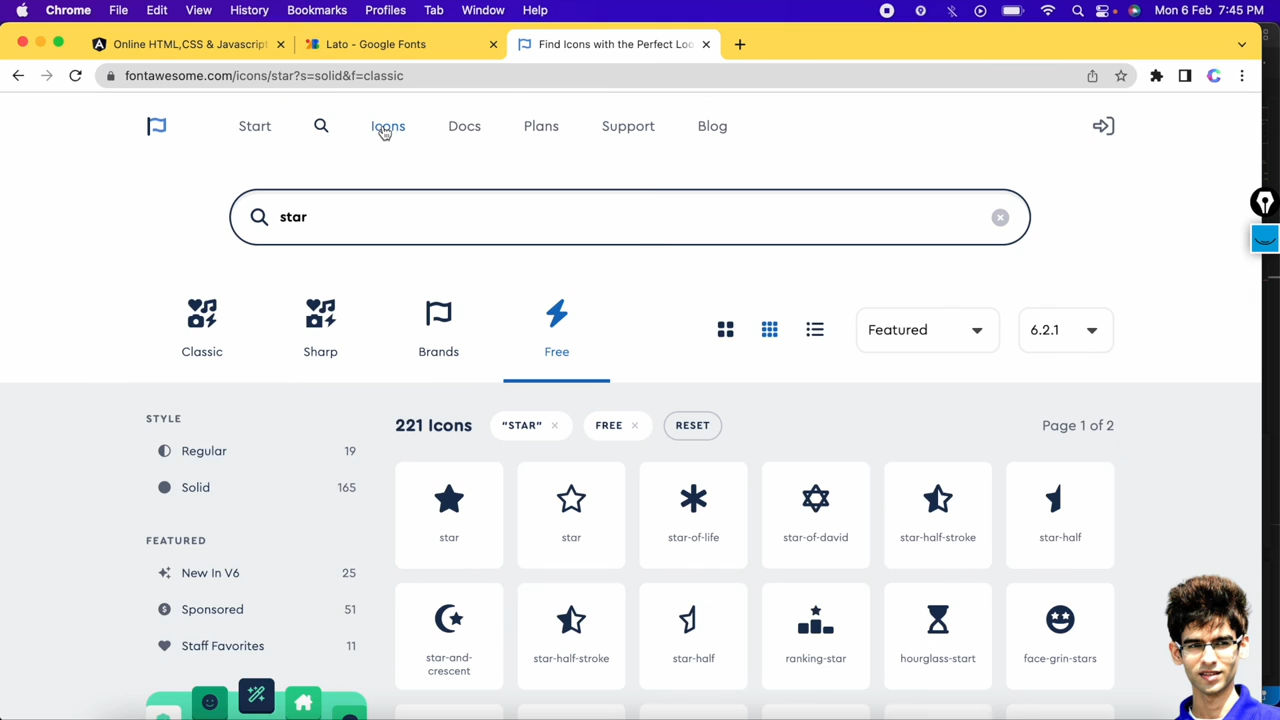 Chrome File Edit View History Bookmarks Profiles Tab Window Help Mon 6 Feb 7:45 PM
Online HTML,CSS & Javascript Lato - Google Fonts Find Icons with the Perfect Loo
fontawesome.com/icons/star?s=solid&f=classic
Start Icons Docs Plans Support Blog
star
Classic Sharp Brands Free Featured 6.2.1
STYLE
Regular 19
Solid 165
FEATURED
New In V6 25
Sponsored 51
Staff Favorites 11
221 Icons "STAR" × FREE × RESET Page 1 of 2
star star star-of-life star-of-david star-half-stroke star-half
star-and-crescent star-half-stroke star-half ranking-star hourglass-start face-grin-stars